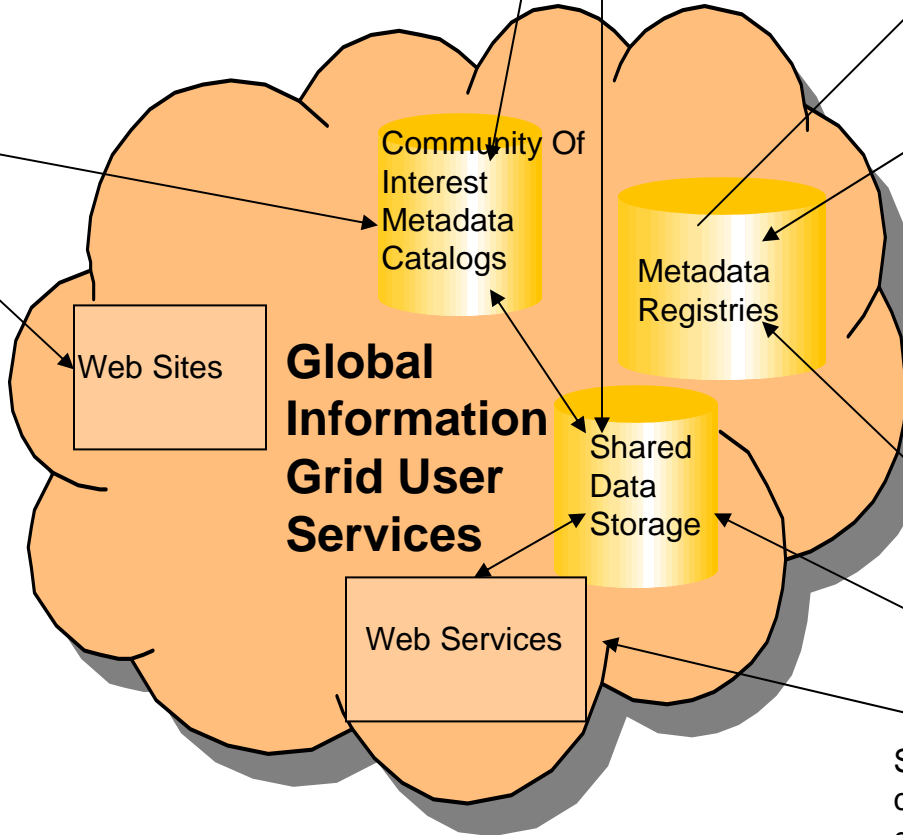 Community Of
Interest
Metadata
Catalogs
Metadata
Registries
Web Sites
Global
Information
Grid User
Services
Shared
Data
Storage
Web Services